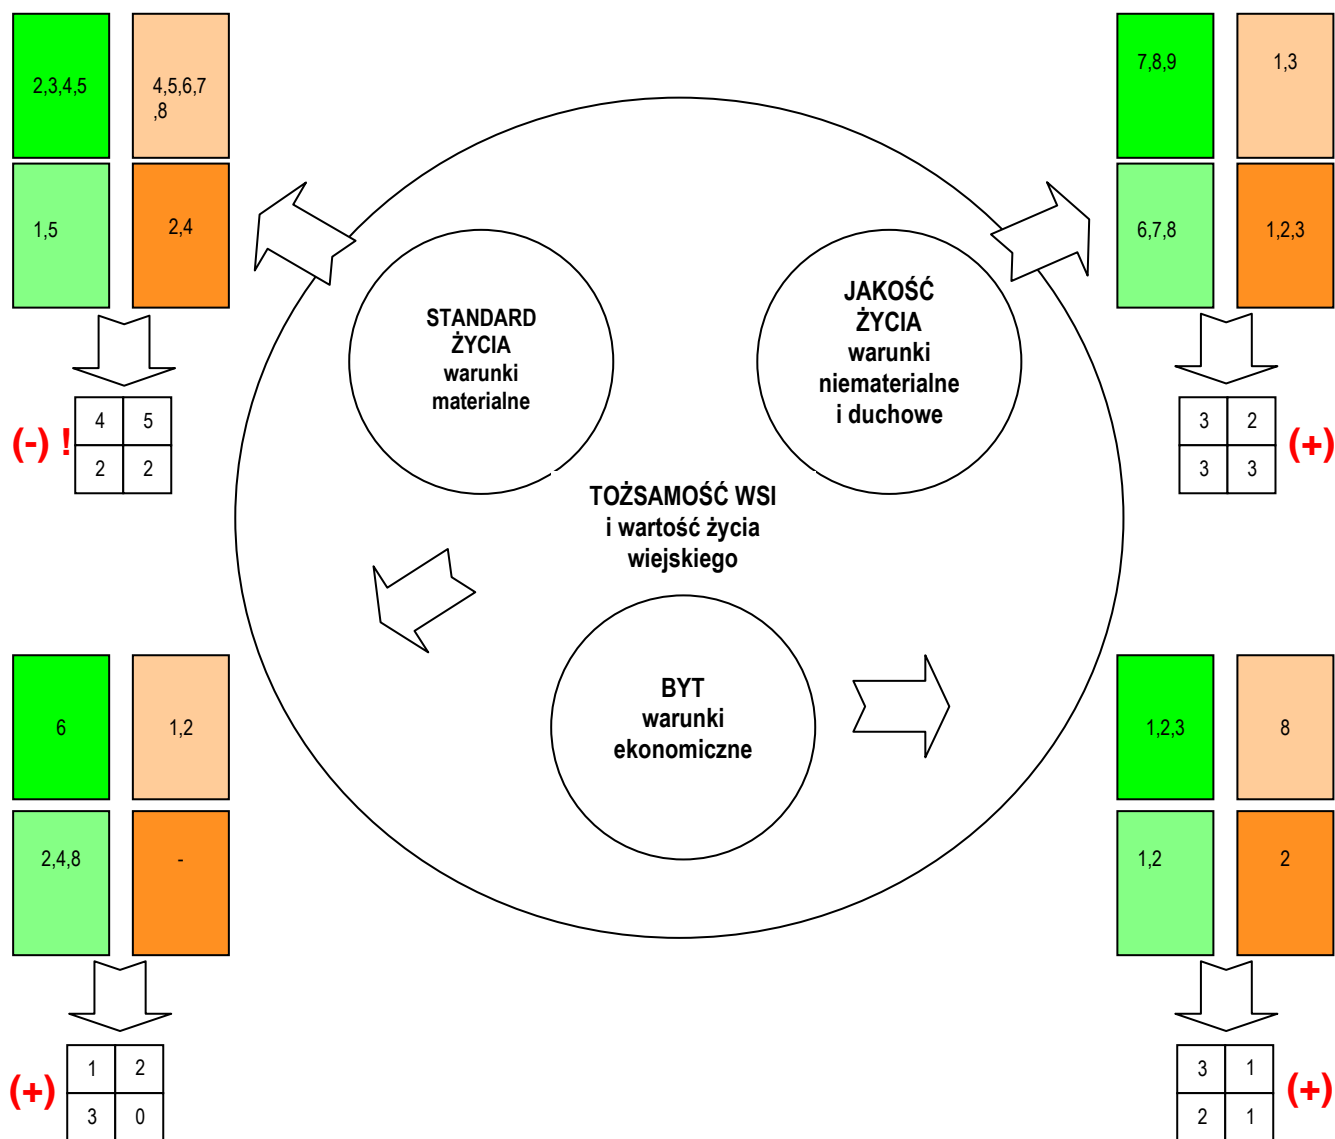 2,3,4,5
4,5,6,7
,8
1,5
2,4
(-) !
4 5
2 2
7,8,9
1,3
6,7,8
1,2,3
3 2
3 3
(+)
STANDARD
ŻYCIA
warunki
materialne
JAKOŚĆ
ŻYCIA
warunki
niematerialne
i duchowe
TOŻSAMOŚĆ WSI
i wartość życia
wiejskiego
BYT
warunki
ekonomiczne
6
1,2
2,4,8
-
(+)
1 2
3 0
1,2,3
8
1,2
2
3 1
2 1
(+)